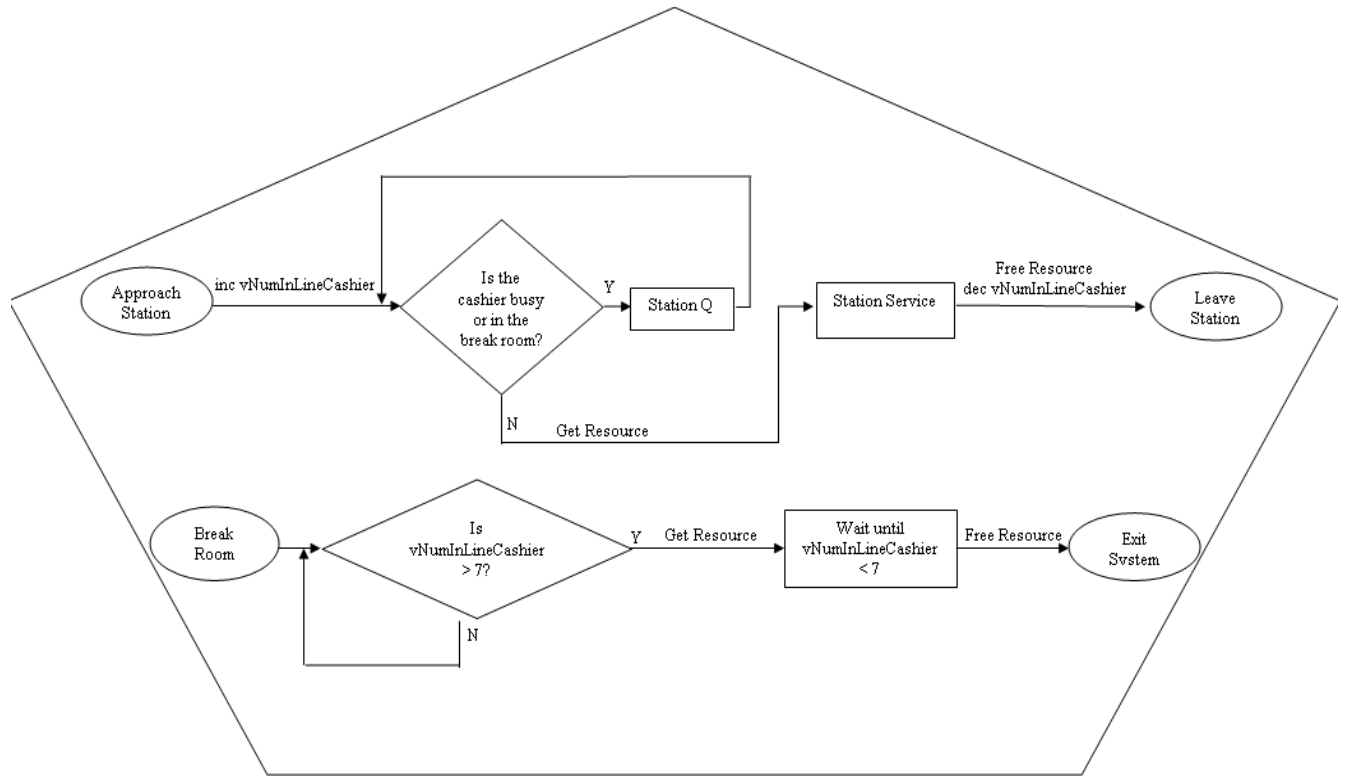 Approach
Station
inc vNumInLineCashier
Is the
cashier busy
or in the
break room?
Y
Station Q
N
Get Resource
Station Service
Free Resource
dec vNumInLineCashier
Leave
Station
Break
Room
Is
vNumInLineCashier
> 7?
Y
N
Get Resource
Wait until
vNumInLineCashier
< 7
Free Resource
Exit
System